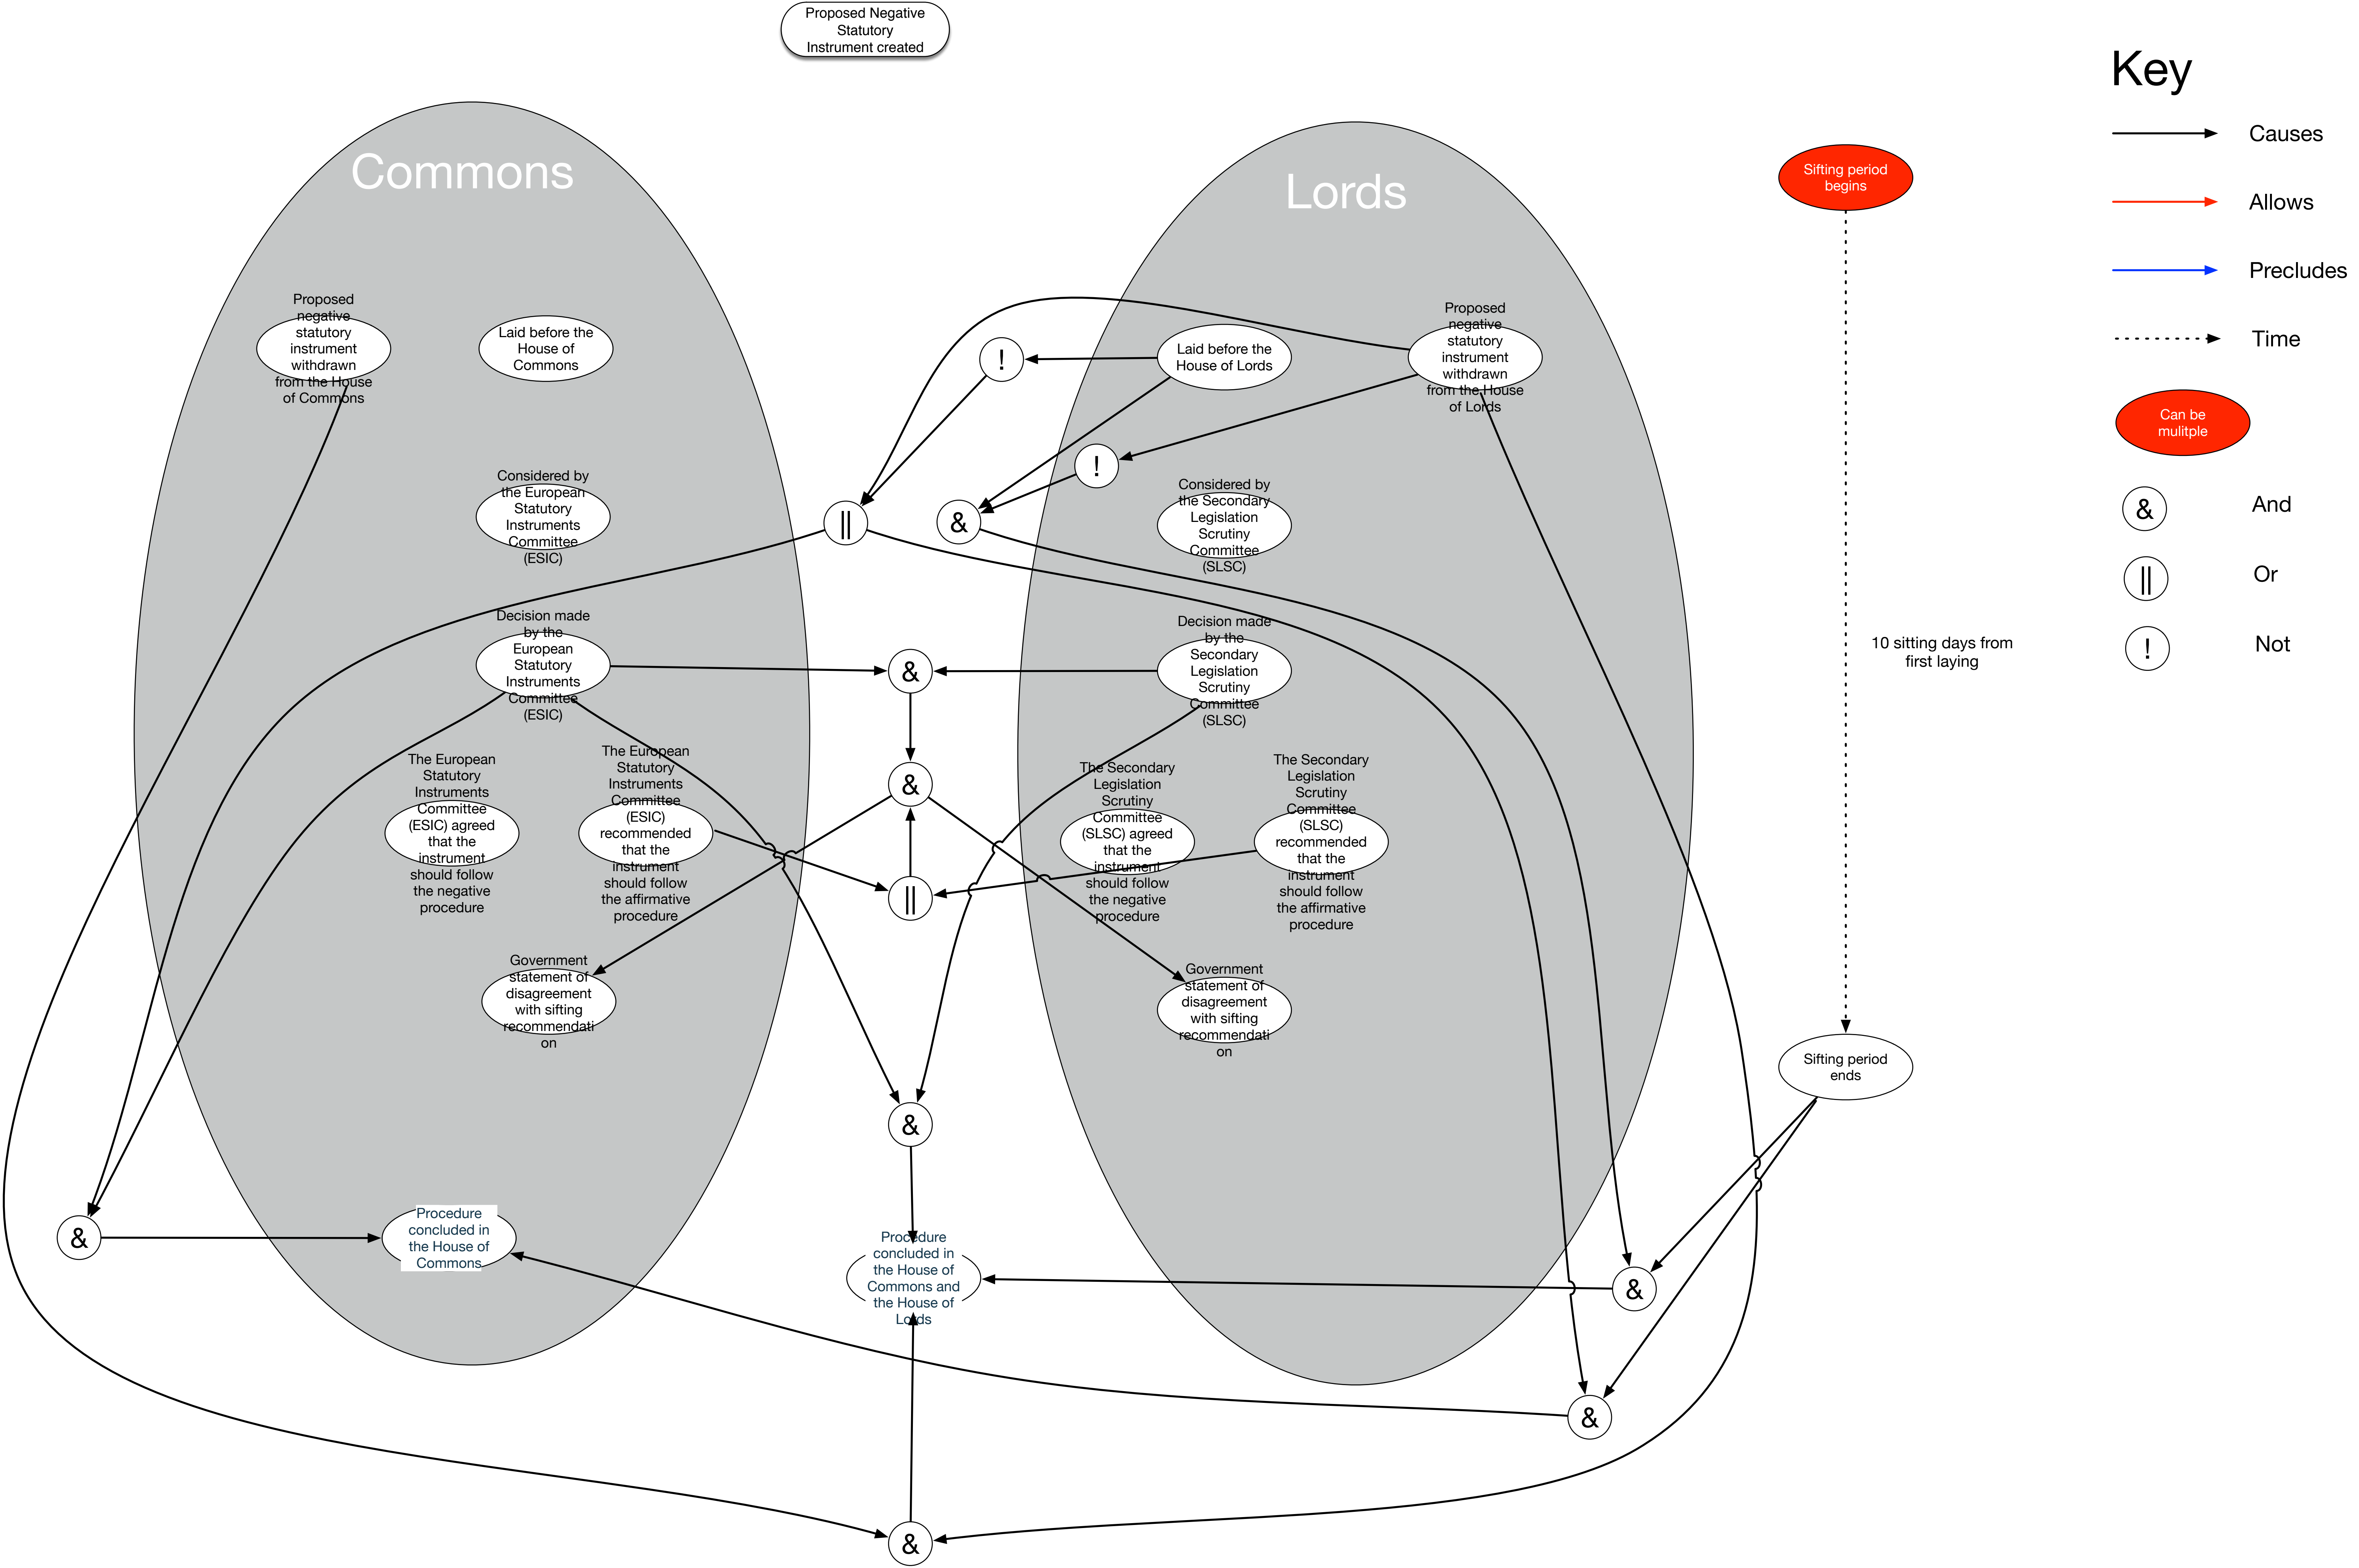 Proposed Negative
Statutory
Instrument created
Key
Causes
Allows
Precludes
Time
Can be
mulitple
&
And
||
Or
!
Not
Commons
Lords
Sifting period
begins
10 sitting days from
first laying
Sifting period
ends
Proposed
negative
statutory
instrument
withdrawn
from the House
of Commons
Laid before the
House of
Commons
!
Laid before the
House of Lords
Proposed
negative
statutory
instrument
withdrawn
from the House
of Lords
!
||
&
Considered by
the European
Statutory
Instruments
Committee
(ESIC)
Considered by
the Secondary
Legislation
Scrutiny
Committee
(SLSC)
Decision made
by the
European
Statutory
Instruments
Committee
(ESIC)
&
Decision made
by the
Secondary
Legislation
Scrutiny
Committee
(SLSC)
&
The European
Statutory
Instruments
Committee
(ESIC) agreed
that the
instrument
should follow
the negative
procedure
The European
Statutory
Instruments
Committee
(ESIC)
recommended
that the
instrument
should follow
the affirmative
procedure
||
The Secondary
Legislation
Scrutiny
Committee
(SLSC) agreed
that the
instrument
should follow
the negative
procedure
The Secondary
Legislation
Scrutiny
Committee
(SLSC)
recommended
that the
instrument
should follow
the affirmative
procedure
Government
statement of
disagreement
with sifting
recommendati
on
Government
statement of
disagreement
with sifting
recommendati
on
&
&
Procedure
concluded in
the House of
Commons
Procedure
concluded in
the House of
Commons and
the House of
Lords
&
&
&